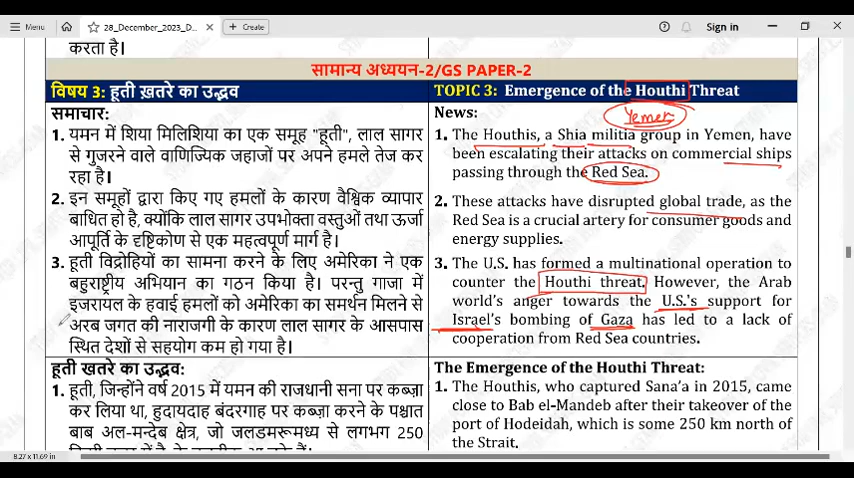 Menu
28_December_2023_D...
Create
Sign in
करता है।
सामान्य अध्ययन-2/GS PAPER-2
विषय 3: हूती ख़तरे का उद्भव
समाचार:
1. यमन में शिया मिलिशिया का एक समूह "हूती", लाल सागर
से गुजरने वाले वाणिज्यिक जहाजों पर अपने हमले तेज कर
रहा है।
2. इन समूहों द्वारा किए गए हमलों के कारण वैश्विक व्यापार
बाधित हो है, क्योंकि लाल सागर उपभोक्ता वस्तुओं तथा ऊर्जा
आपूर्ति के दृष्टिकोण से एक महत्वपूर्ण मार्ग है।
3. हूती विद्रोहियों का सामना करने के लिए अमेरिका ने एक
बहुराष्ट्रीय अभियान का गठन किया है। परन्तु गाजा में
इजरायल के हवाई हमलों को अमेरिका का समर्थन मिलने से
अरब जगत की नाराजगी के कारण लाल सागर के आसपास
स्थित देशों से सहयोग कम हो गया है।
हूती खतरे का उद्भव:
1. हूती, जिन्होंने वर्ष 2015 में यमन की राजधानी सना पर कब्ज़ा
कर लिया था, हुदायदाह बंदरगाह पर कब्ज़ा करने के पश्चात
बाब अल-मन्देब क्षेत्र, जो जलडमरूमध्य से लगभग 250
TOPIC 3: Emergence of the Houthi Threat
News:
Yemen
1. The Houthis, a Shia militia group in Yemen, have
been escalating their attacks on commercial ships
passing through the Red Sea.
2. These attacks have disrupted global trade, as the
Red Sea is a crucial artery for consumer goods and
energy supplies.
3. The U.S. has formed a multinational operation to
counter the Houthi threat. However, the Arab
world's anger towards the U.S.'s support for
Israel's bombing of Gaza has led to a lack of
cooperation from Red Sea countries.
The Emergence of the Houthi Threat:
1. The Houthis, who captured Sana'a in 2015, came
close to Bab el-Mandeb after their takeover of the
port of Hodeidah, which is some 250 km north of
the Strait.
8.27 x 11.69 in